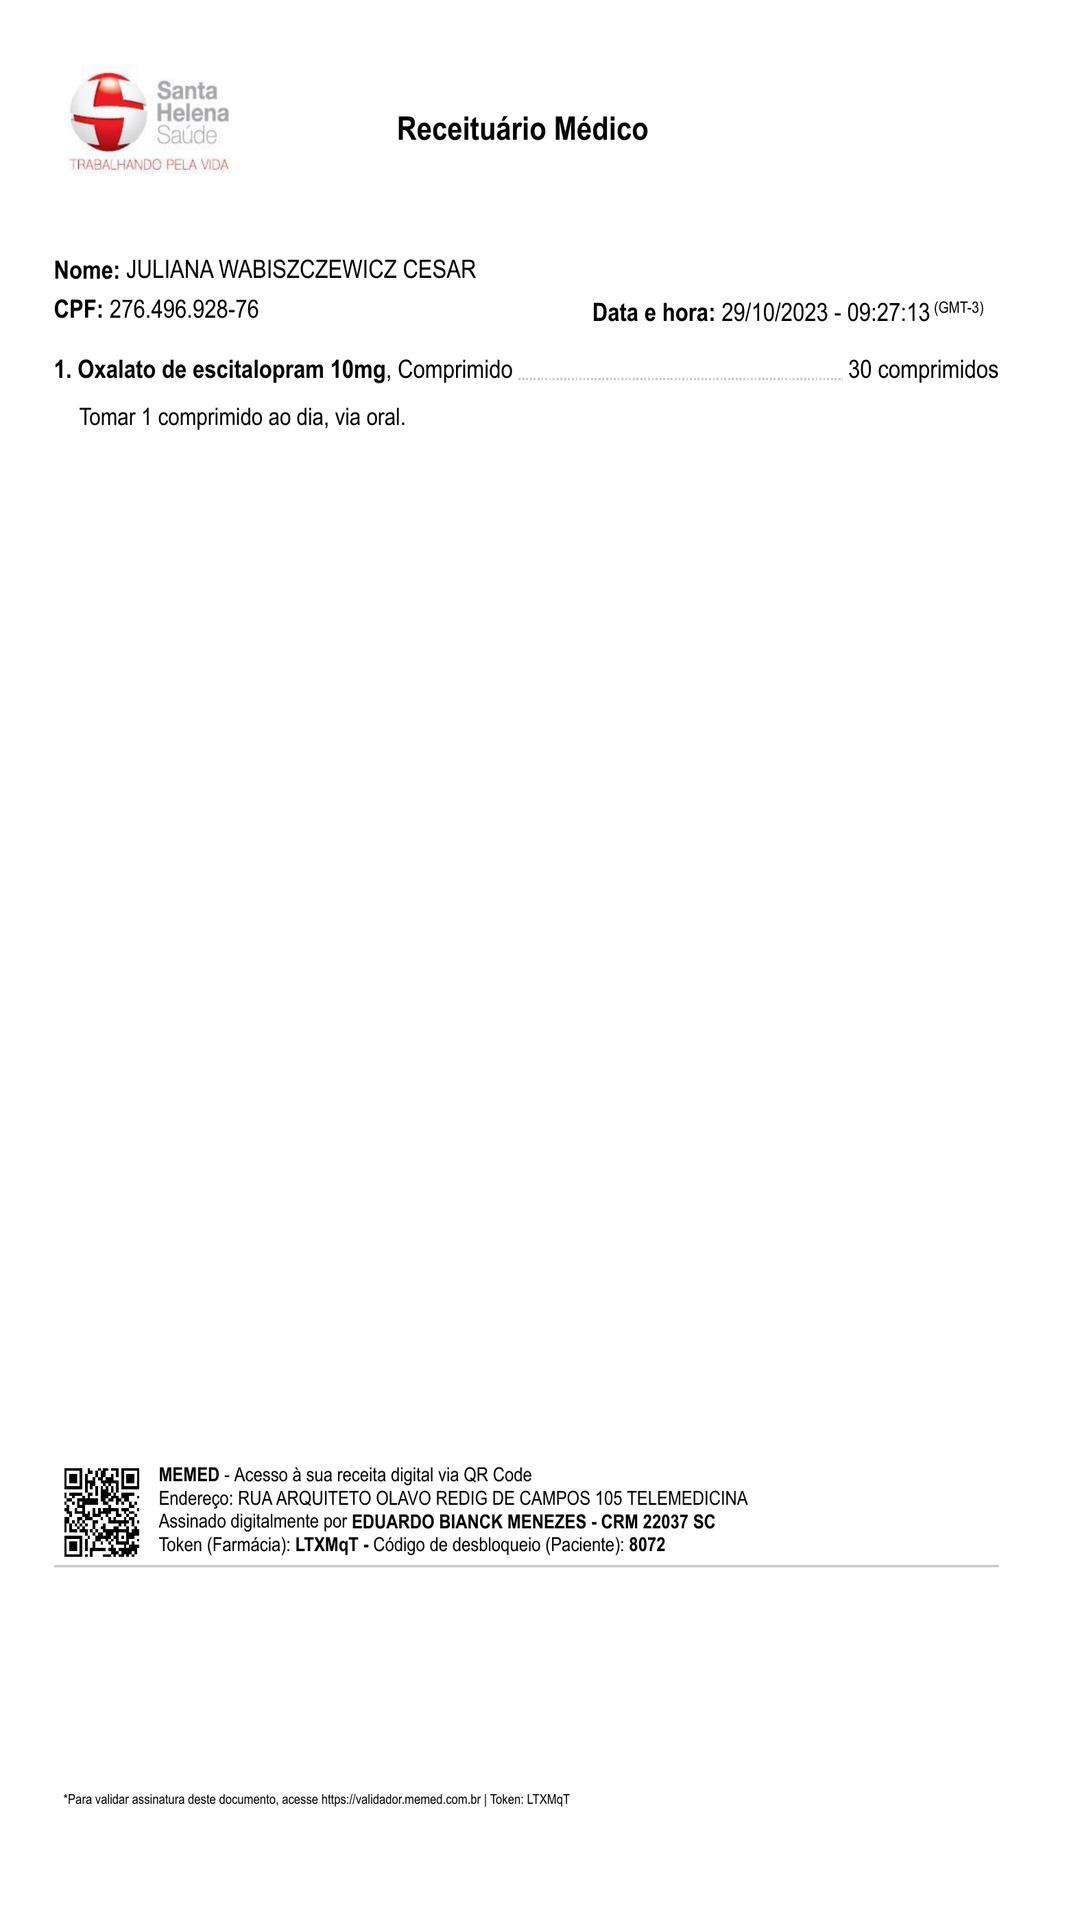 Santa
Helena
Saúde
TRABALHANDO PELA VIDA
Receituário Médico
Nome: JULIANA WABISZCZEWICZ CESAR
CPF: 276.496.928-76
Data e hora: 29/10/2023 - 09:27:13 (GMT-3)
1. Oxalato de escitalopram 10mg, Comprimido 30 comprimidos
Tomar 1 comprimido ao dia, via oral.
MEMED - Acesso à sua receita digital via QR Code
Endereço: RUA ARQUITETO OLAVO REDIG DE CAMPOS 105 TELEMEDICINA
Assinado digitalmente por EDUARDO BIANCK MENEZES - CRM 22037 SC
Token (Farmácia): LTXMqT - Código de desbloqueio (Paciente): 8072
*Para validar assinatura deste documento, acesse https://validador.memed.com.br | Token: LTXMqT